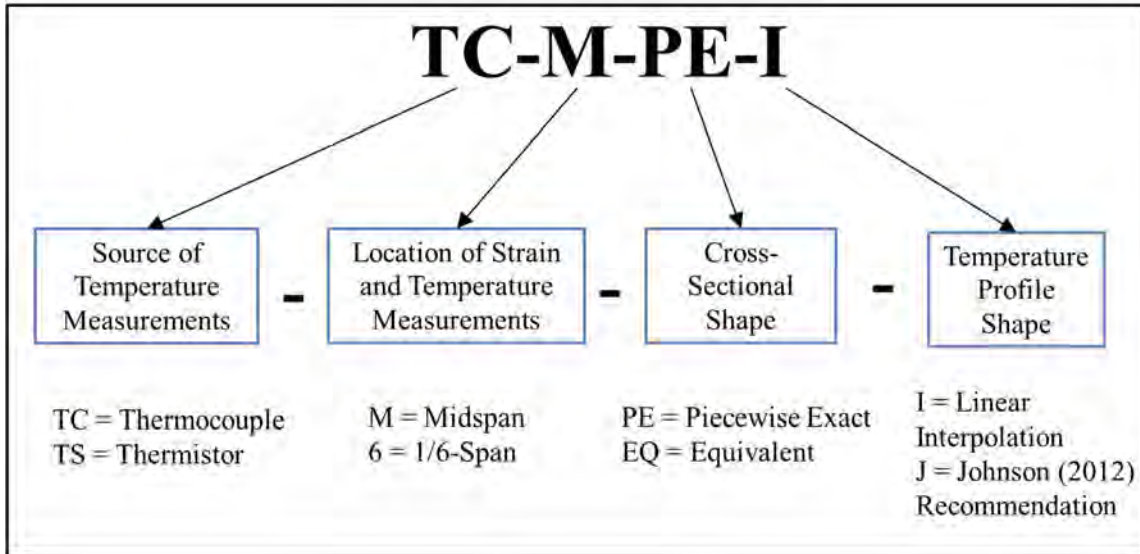 TC-M-PE-I
Source of
Temperature
Measurements
-
Location of Strain
and Temperature
Measurements
-
Cross-
Sectional
Shape
-
Temperature
Profile
Shape
TC = Thermocouple
TS = Thermistor
M = Midspan
6 = 1/6-Span
PE = Piecewise Exact
EQ = Equivalent
I = Linear
Interpolation
J = Johnson (2012)
Recommendation